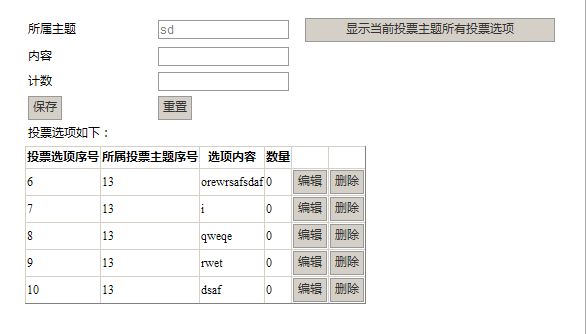 所属主题 sd 显示当前投票主题所有投票选项
内容
计数
保存 重置
投票选项如下：
投票选项序号 所属投票主题序号 选项内容 数量
6 13 orewrsafsdaf 0 编辑 删除
7 13 i 0 编辑 删除
8 13 qweqe 0 编辑 删除
9 13 rwet 0 编辑 删除
10 13 dsaf 0 编辑 删除